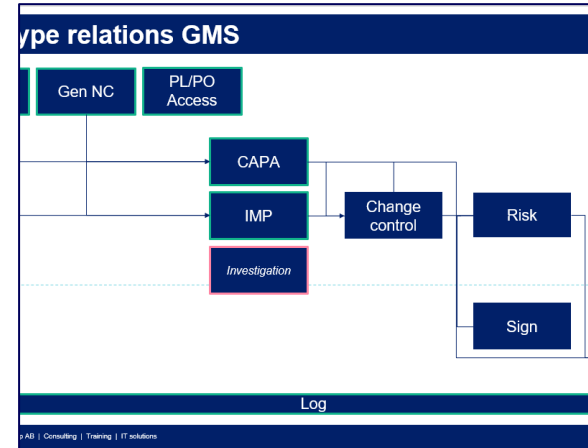 ype relations GMS
Gen NC
PL/PO
Access
CAPA
IMP
Change
control
Risk
Investigation
Sign
Log
p AB | Consulting | Training | IT solutions